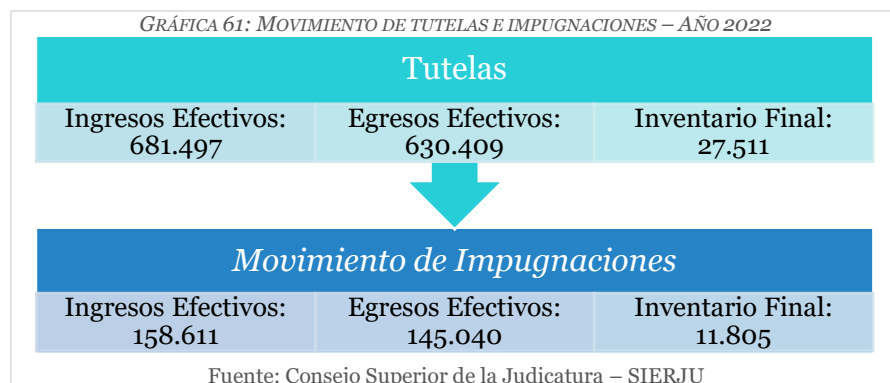 GRÁFICA 61: MOVIMIENTO DE TUTELAS E IMPUGNACIONES – AÑO 2022
Tutelas
Ingresos Efectivos:
681.497
Egresos Efectivos:
630.409
Inventario Final:
27.511
Movimiento de Impugnaciones
Ingresos Efectivos:
158.611
Egresos Efectivos:
145.040
Inventario Final:
11.805
Fuente: Consejo Superior de la Judicatura – SIERJU